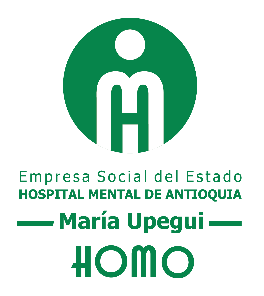 Empresa Social del Estado
HOSPITAL MENTAL DE ANTIOQUIA
María Upegui
HOMO